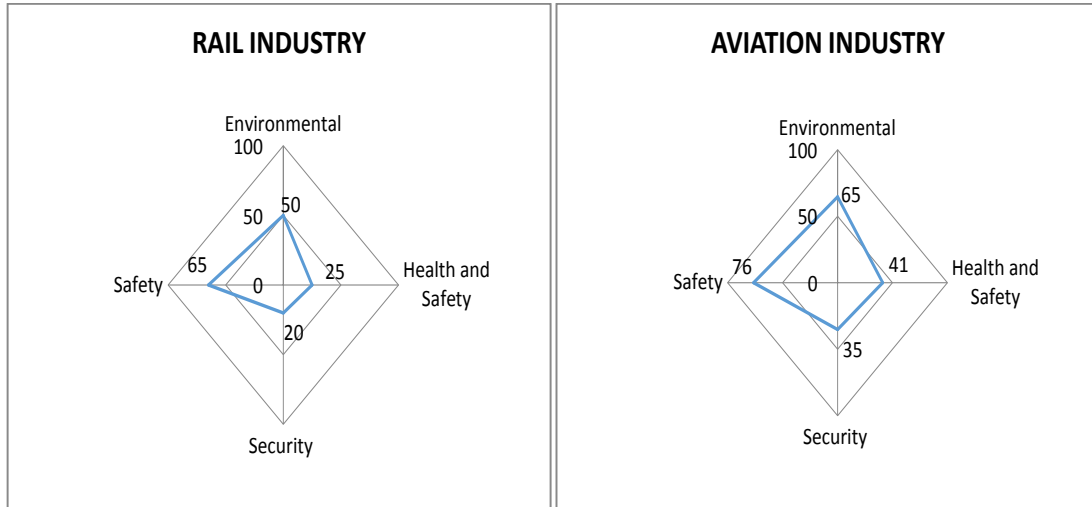 RAIL INDUSTRY
Environmental
100
50
50
65
25
Safety
0
Health and
Safety
20
Security
AVIATION INDUSTRY
Environmental
100
65
50
76
41
Safety
0
Health and
Safety
35
Security